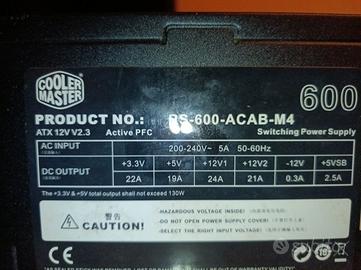 COOLER MASTER
600
PRODUCT NO.: RS-600-ACAB-M4
ATX 12V V2.3 Active PFC Switching Power Supply
AC INPUT 200-240V~ 5A 50-60Hz
DC OUTPUT +3.3V +5V +12V1 +12V2 -12V +5VSB
22A 19A 24A 21A 0.3A 2.5A
The +3.3V & +5V total output shall not exceed 130W
警告
CAUTION!
-HAZARDOUS VOLTAGE INSIDE!
-DO NOT OPEN POWER SUPPLY COVER!
-SELECT THE RIGHT INPUT VOLTAGE!
10